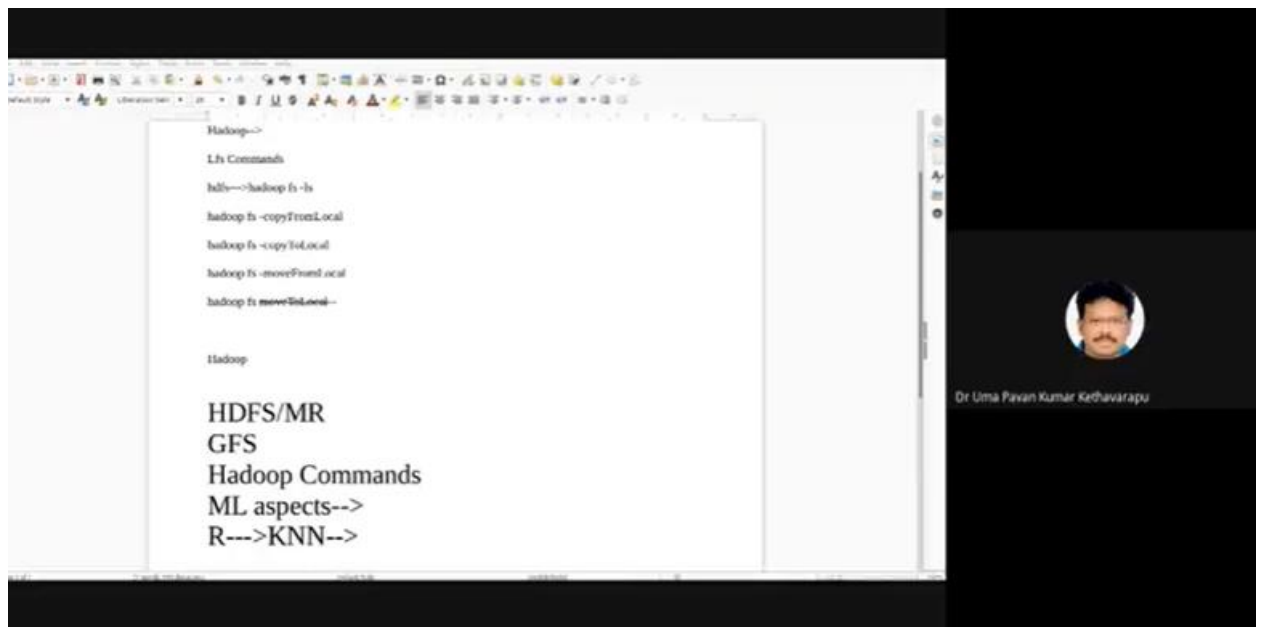 Hadoop-->
Lfs Commands
hdfs--->hadoop fs -ls
hadoop fs -copyFromLocal
hadoop fs -copyToLocal
hadoop fs -moveFromLocal
hadoop fs moveToLocal--
Hadoop
HDFS/MR
GFS
Hadoop Commands
ML aspects-->
R--->KNN-->
Dr Uma Pavan Kumar Kethavarapu